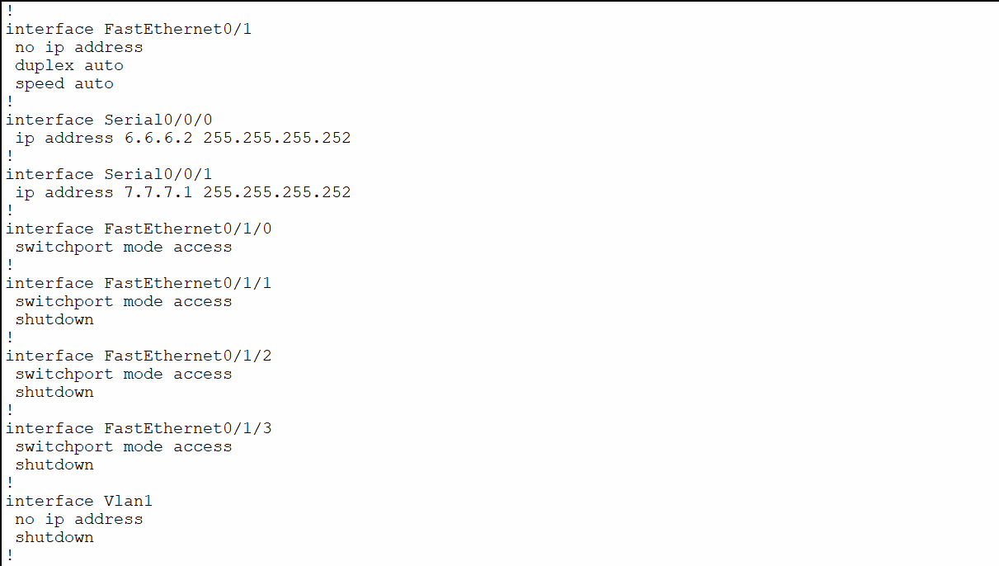 !
interface FastEthernet0/1
 no ip address
 duplex auto
 speed auto
!
interface Serial0/0/0
 ip address 6.6.6.2 255.255.255.252
!
interface Serial0/0/1
 ip address 7.7.7.1 255.255.255.252
!
interface FastEthernet0/1/0
 switchport mode access
!
interface FastEthernet0/1/1
 switchport mode access
 shutdown
!
interface FastEthernet0/1/2
 switchport mode access
 shutdown
!
interface FastEthernet0/1/3
 switchport mode access
 shutdown
!
interface Vlan1
 no ip address
 shutdown
!